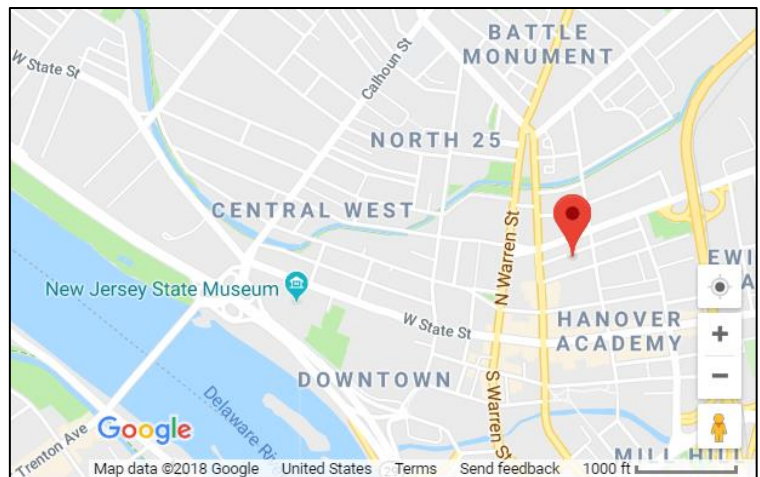 BATTLE
MONUMENT
W State St
Calhoun St
NORTH 25
CENTRAL WEST
N Warren St
EWI
New Jersey State Museum
W State St
HANOVER
ACADEMY
DOWNTOWN
S Warren St
Delaware Ri
Trenton Ave
Google
MILL HILL
Map data ©2018 Google United States Terms Send feedback 1000 ft